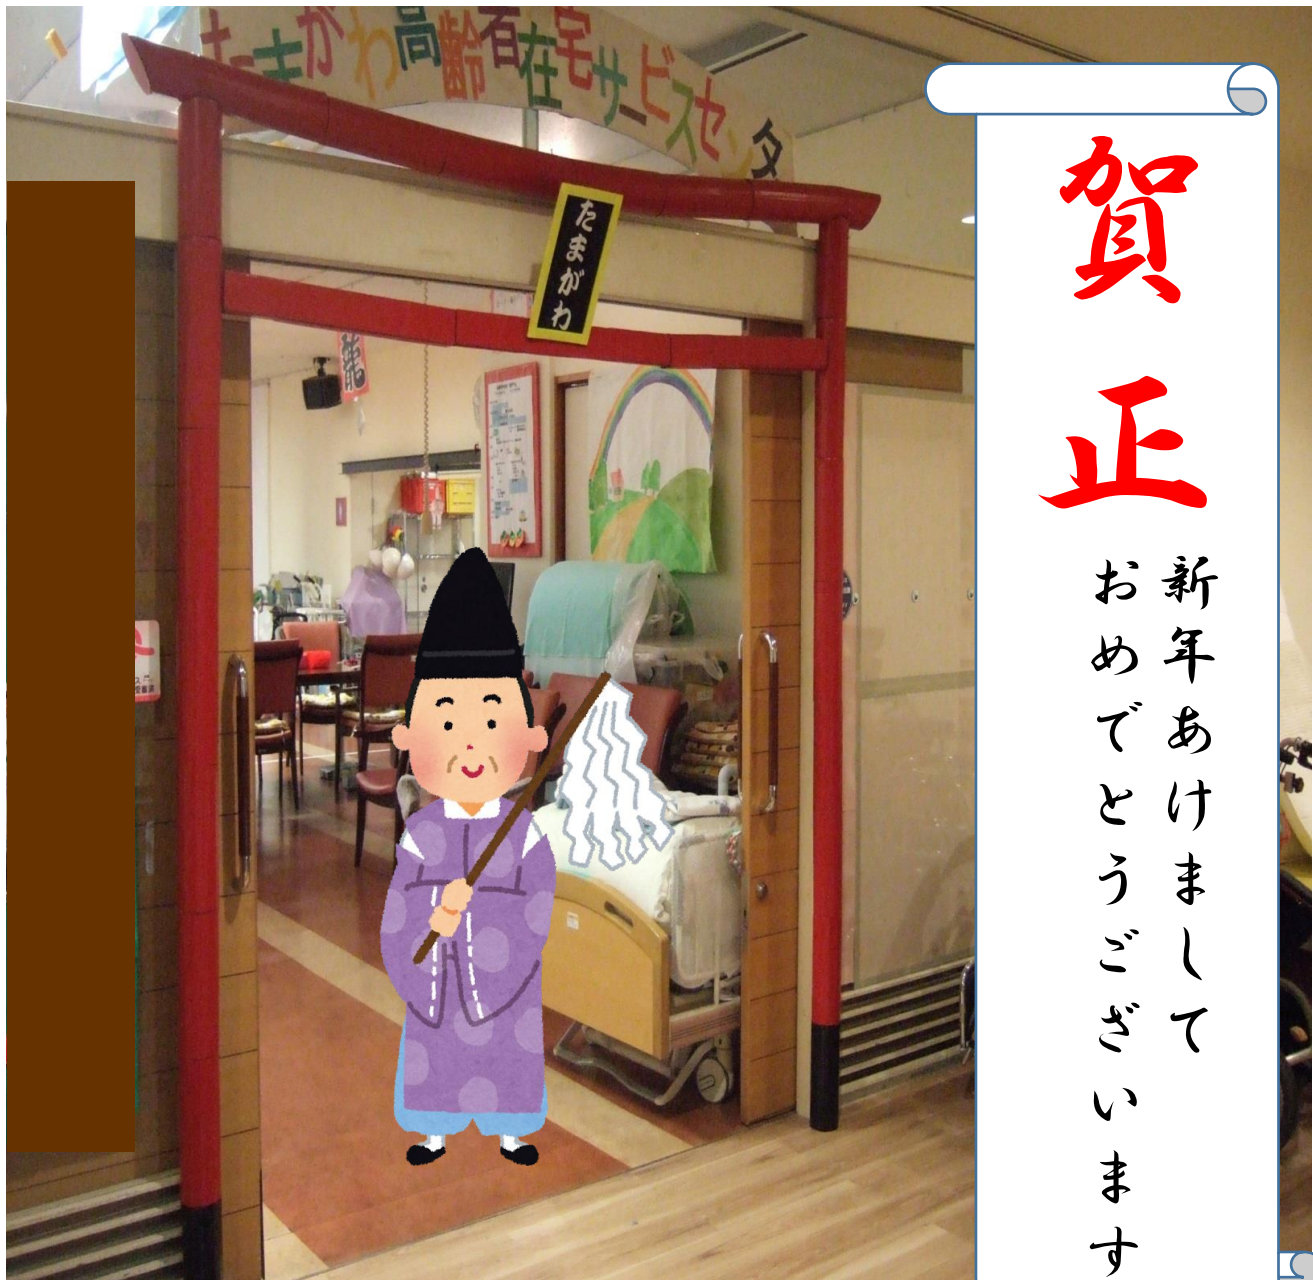 たまがわ高齢者在宅サービスセンタ
たまがわ
龍
賀正
新年あけまして
おめでとうございます